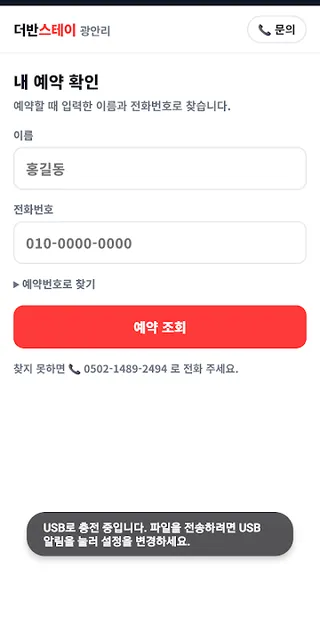 더반스테이 광안리
📞 문의
내 예약 확인
예약할 때 입력한 이름과 전화번호로 찾습니다.
이름
홍길동
전화번호
010-0000-0000
▶ 예약번호로 찾기
예약 조회
찾지 못하면 📞 0502-1489-2494 로 전화 주세요.
USB로 충전 중입니다. 파일을 전송하려면 USB
알림을 눌러 설정을 변경하세요.